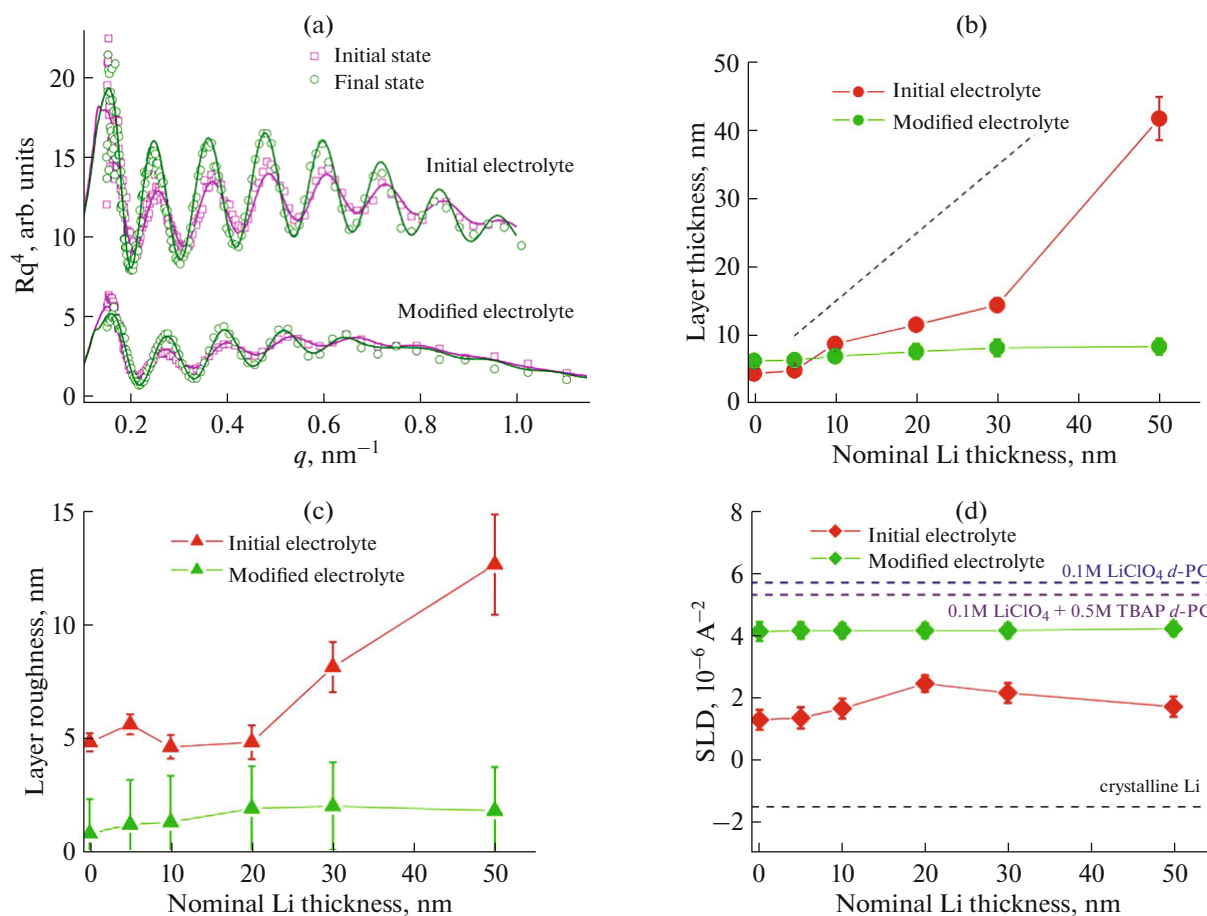 (a)
Initial state
Final state
20
15
10
5
0
Rq⁴, arb. units
Initial electrolyte
Modified electrolyte
0.2 0.4 0.6 0.8 1.0
q, nm⁻¹
(b)
Initial electrolyte
Modified electrolyte
50
40
30
20
10
0
Layer thickness, nm
0 5 10 20 30 50
Nominal Li thickness, nm
(c)
Initial electrolyte
Modified electrolyte
15
10
5
0
Layer roughness, nm
0 5 10 20 30 50
Nominal Li thickness, nm
(d)
Initial electrolyte
Modified electrolyte
0.1M LiClO₄ d-PC
0.1M LiClO₄ + 0.5M TBAP d-PC
8
6
4
2
0
−2
SLD, 10⁻⁶ A⁻²
crystalline Li
0 5 10 20 30 50
Nominal Li thickness, nm